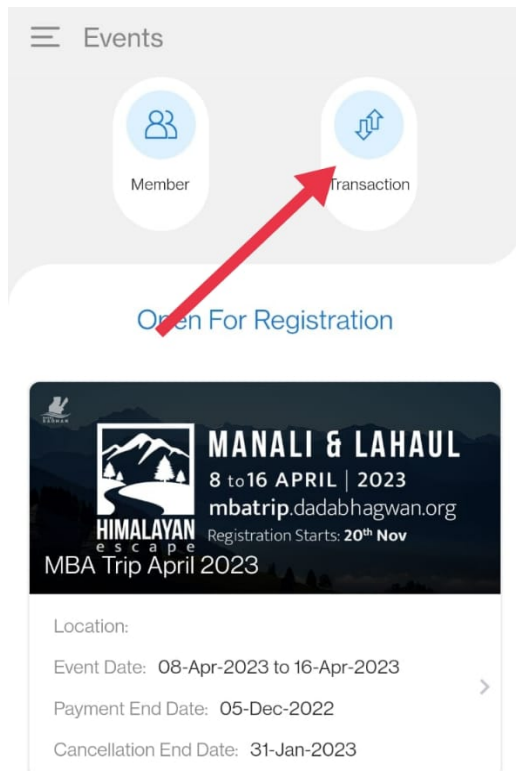 Events
Member
Transaction
Open For Registration
MANALI & LAHAUL
8 to 16 APRIL | 2023
mbatrip.dadabhagwan.org
HIMALAYAN
escape
Registration Starts: 20th Nov
MBA Trip April 2023
Location:
Event Date: 08-Apr-2023 to 16-Apr-2023
Payment End Date: 05-Dec-2022
Cancellation End Date: 31-Jan-2023